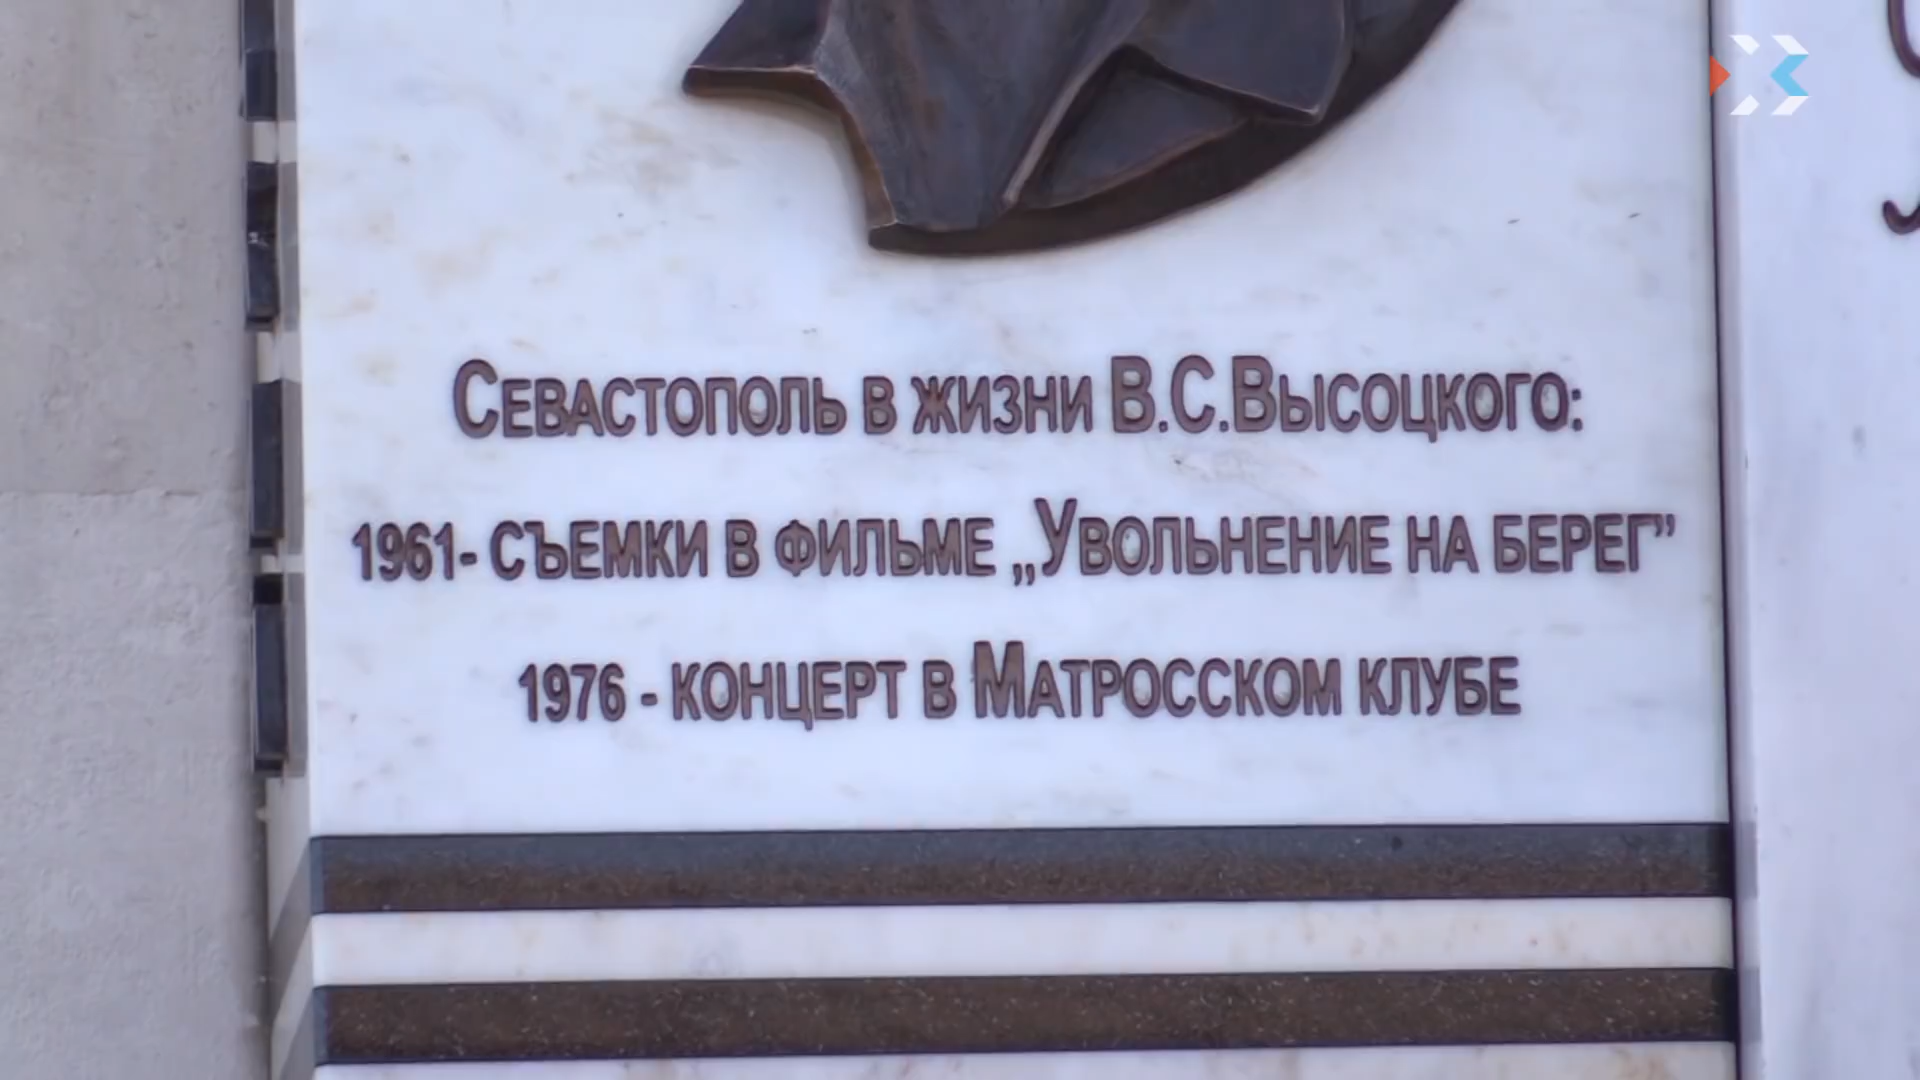 Севастополь в жизни В.С.Высоцкого:
1961- съемки в фильме „Увольнение на берег”
1976 - концерт в Матросском клубе